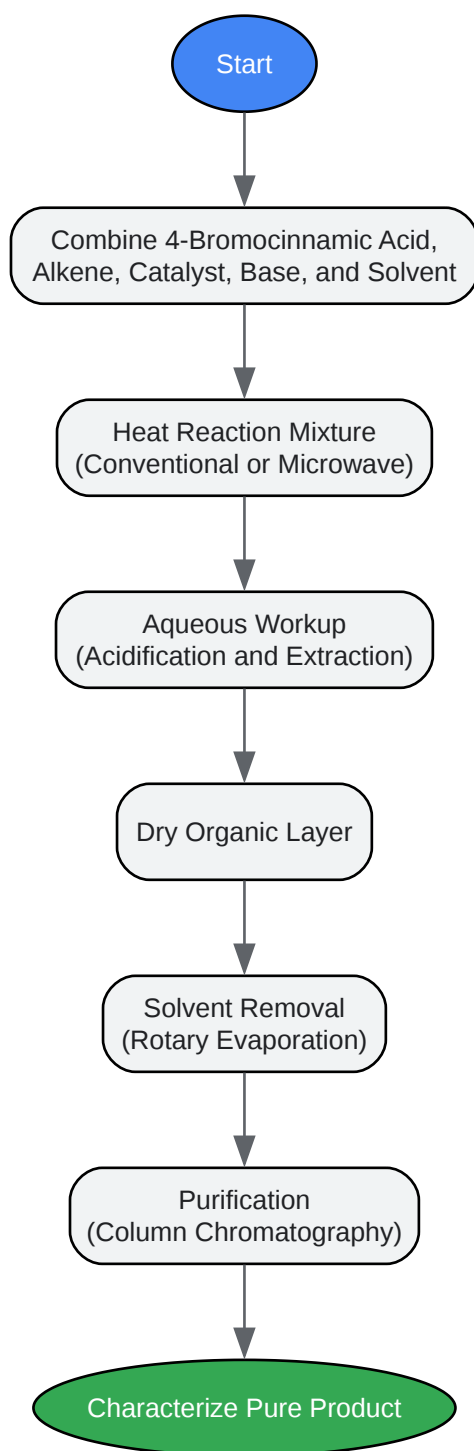 Start
Combine 4-Bromocinnamic Acid,
Alkene, Catalyst, Base, and Solvent
Heat Reaction Mixture
(Conventional or Microwave)
Aqueous Workup
(Acidification and Extraction)
Dry Organic Layer
Solvent Removal
(Rotary Evaporation)
Purification
(Column Chromatography)
Characterize Pure Product